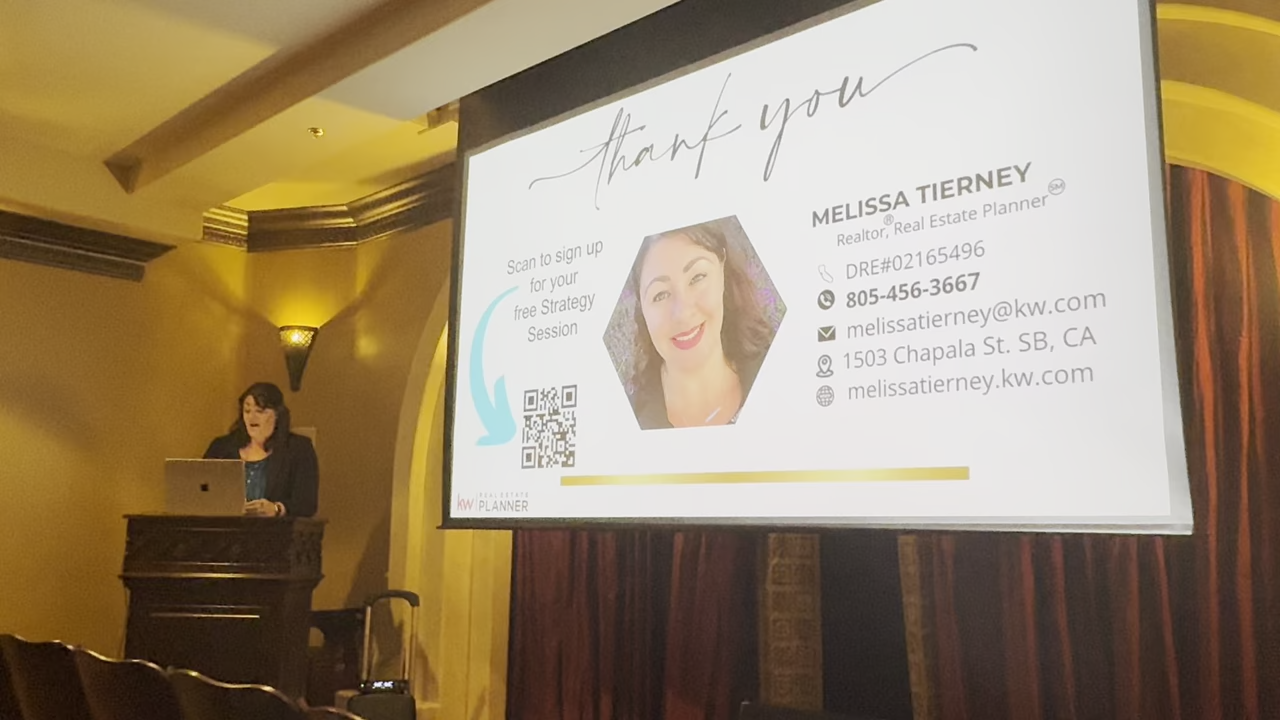 thank you
Scan to sign up
for your
free Strategy
Session
MELISSA TIERNEY
Realtor®, Real Estate Planner℠
DRE#02165496
805-456-3667
melissatierney@kw.com
1503 Chapala St. SB, CA
melissatierney.kw.com
kw REAL ESTATE
PLANNER